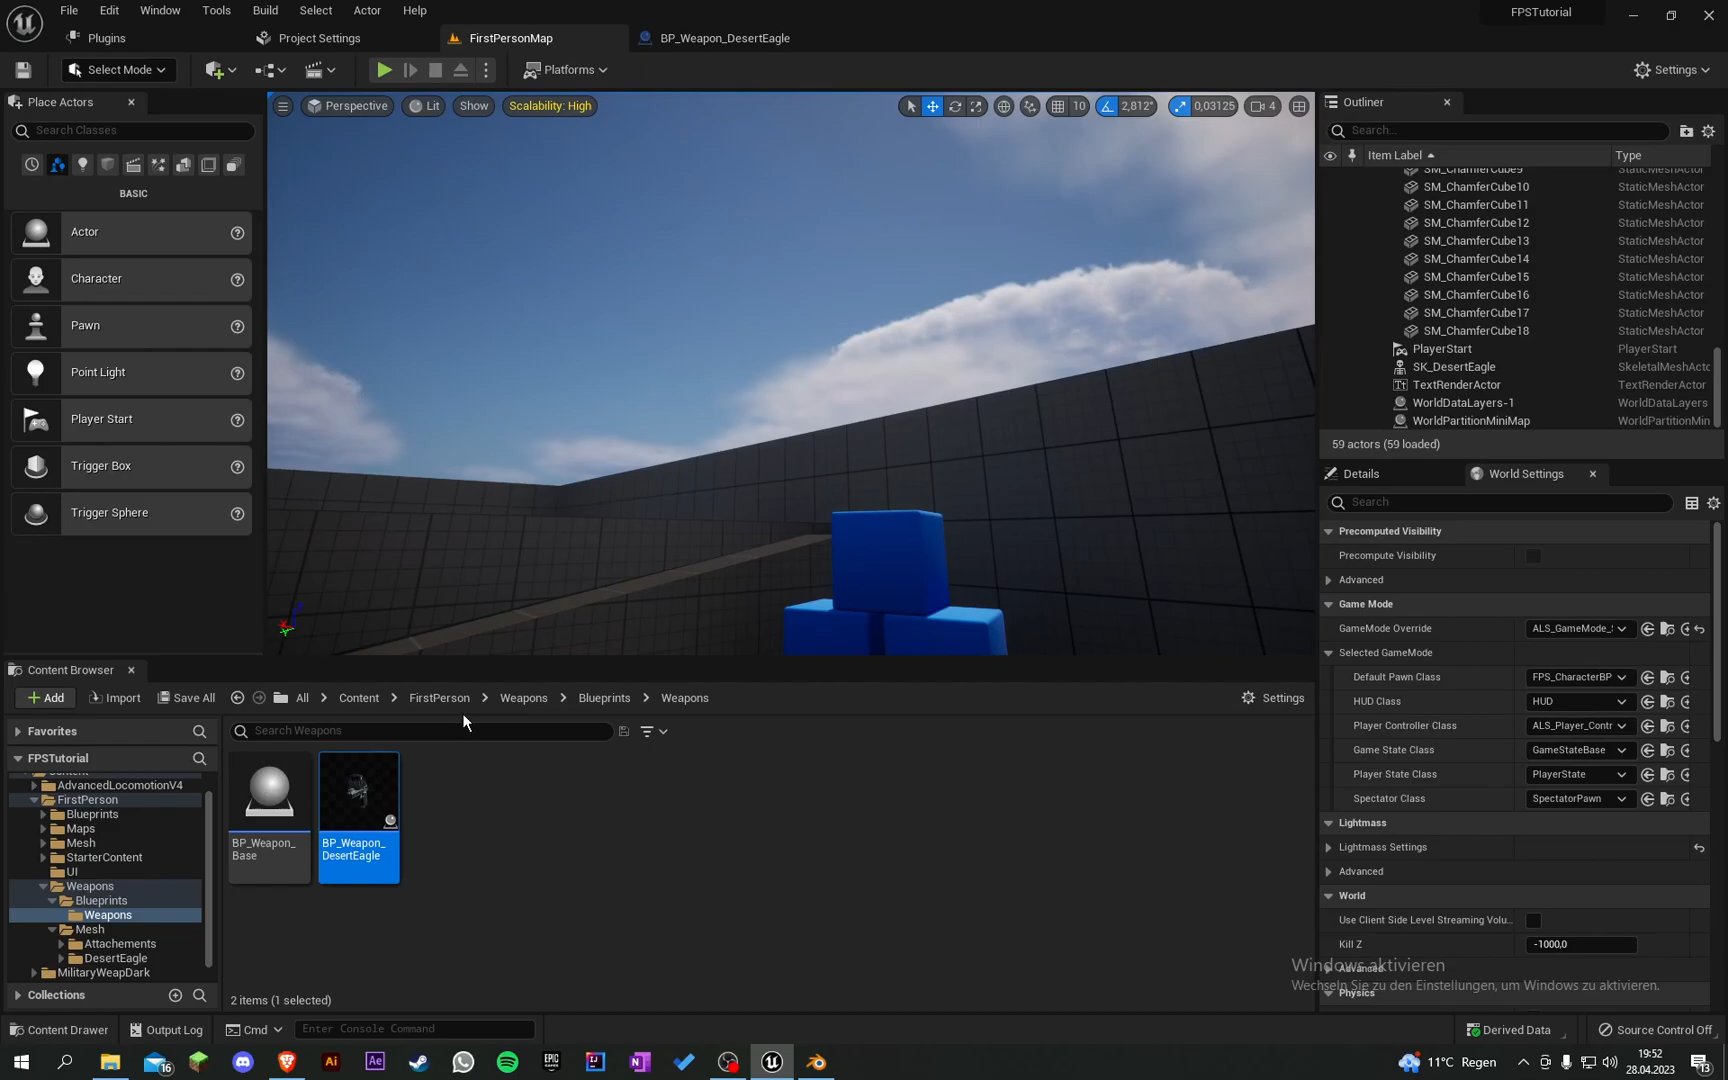 File Edit Window Tools Build Select Actor Help
FPSTutorial
Plugins
Project Settings
FirstPersonMap
BP_Weapon_DesertEagle
Select Mode
Platforms
Settings
Place Actors
Search Classes
BASIC
Actor
Character
Pawn
Point Light
Player Start
Trigger Box
Trigger Sphere
Perspective
Lit
Show
Scalability: High
10
2,812°
0,03125
4
Outliner
Search...
Item Label
Type
SM_ChamferCube9 StaticMeshActor
SM_ChamferCube10 StaticMeshActor
SM_ChamferCube11 StaticMeshActor
SM_ChamferCube12 StaticMeshActor
SM_ChamferCube13 StaticMeshActor
SM_ChamferCube14 StaticMeshActor
SM_ChamferCube15 StaticMeshActor
SM_ChamferCube16 StaticMeshActor
SM_ChamferCube17 StaticMeshActor
SM_ChamferCube18 StaticMeshActor
PlayerStart PlayerStart
SK_DesertEagle SkeletalMeshActo
TextRenderActor TextRenderActor
WorldDataLayers-1 WorldDataLayers
WorldPartitionMiniMap WorldPartitionMin
59 actors (59 loaded)
Details
World Settings
Search
Precomputed Visibility
Precompute Visibility
Advanced
Game Mode
GameMode Override ALS_GameMode_
Selected GameMode
Default Pawn Class FPS_CharacterBP
HUD Class HUD
Player Controller Class ALS_Player_Contr
Game State Class GameStateBase
Player State Class PlayerState
Spectator Class SpectatorPawn
Lightmass
Lightmass Settings
Advanced
World
Use Client Side Level Streaming Volu...
Kill Z -1000,0
Advanced
Physics
Windows aktivieren
Wechseln Sie zu den Einstellungen, um Windows zu aktivieren.
Content Browser
Add
Import
Save All
All
Content
FirstPerson
Weapons
Blueprints
Weapons
Settings
Favorites
Search Weapons
FPSTutorial
Content
AdvancedLocomotionV4
FirstPerson
Blueprints
Maps
Mesh
StarterContent
UI
Weapons
Blueprints
Weapons
Mesh
Attachements
DesertEagle
MilitaryWeapDark
Collections
BP_Weapon_
Base
BP_Weapon_
DesertEagle
2 items (1 selected)
Content Drawer
Output Log
Cmd
Enter Console Command
Derived Data
Source Control Off
16
Ai
Ae
EPIC
GAMES
IJ
N
11°C Regen
19:52
28.04.2023
13